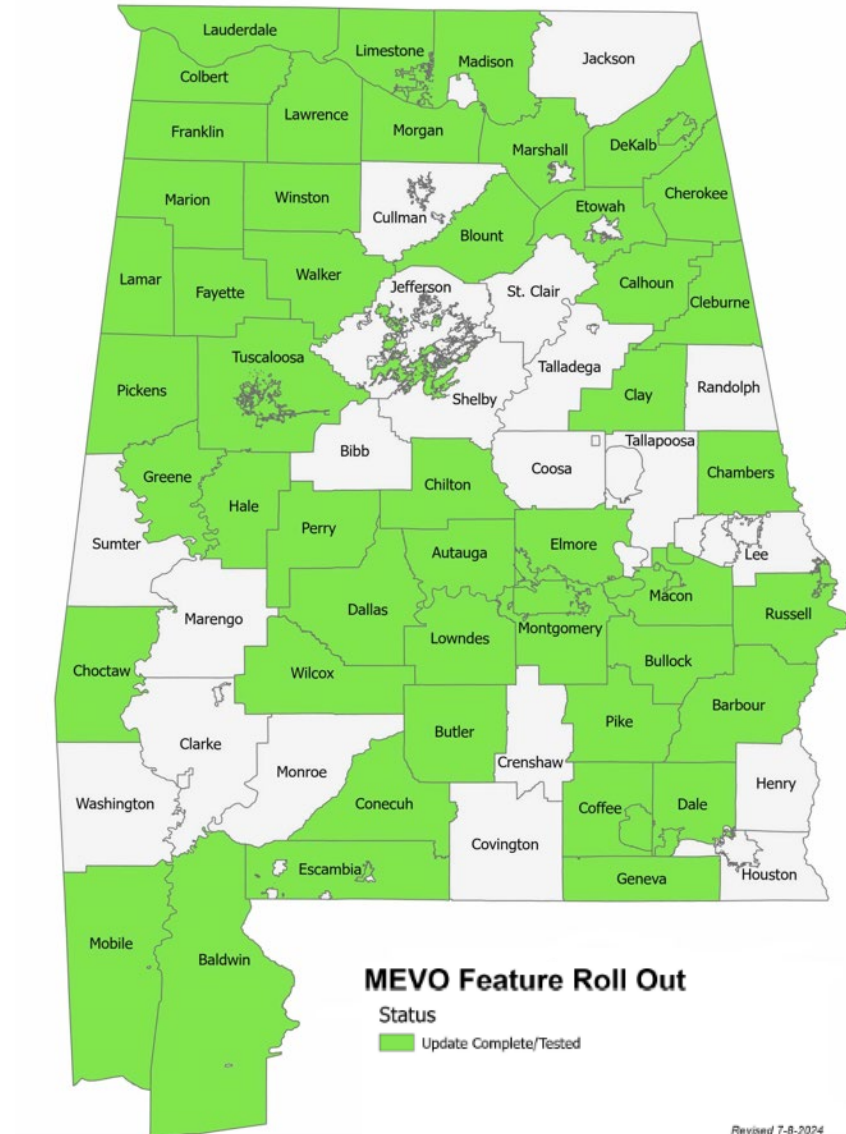 Lauderdale
Limestone
Madison
Jackson
Colbert
Lawrence
Franklin
Morgan
Marshall
DeKalb
Cherokee
Marion
Winston
Cullman
Etowah
Blount
Lamar
Fayette
Walker
Jefferson
St. Clair
Calhoun
Cleburne
Tuscaloosa
Talladega
Pickens
Shelby
Clay
Randolph
Bibb
Tallapoosa
Greene
Coosa
Chambers
Hale
Chilton
Perry
Sumter
Autauga
Elmore
Lee
Macon
Marengo
Dallas
Russell
Lowndes
Montgomery
Choctaw
Wilcox
Bullock
Barbour
Clarke
Butler
Pike
Monroe
Crenshaw
Washington
Conecuh
Coffee
Dale
Henry
Covington
Escambia
Geneva
Houston
Mobile
Baldwin
MEVO Feature Roll Out
Status
Update Complete/Tested
Revised 7-8-2024